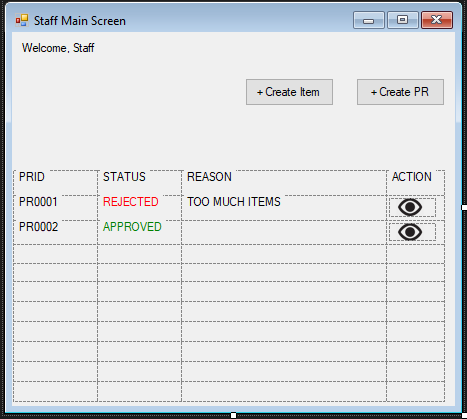 Staff Main Screen
Welcome, Staff
+ Create Item + Create PR
PRID STATUS REASON ACTION
PR0001 REJECTED TOO MUCH ITEMS
PR0002 APPROVED